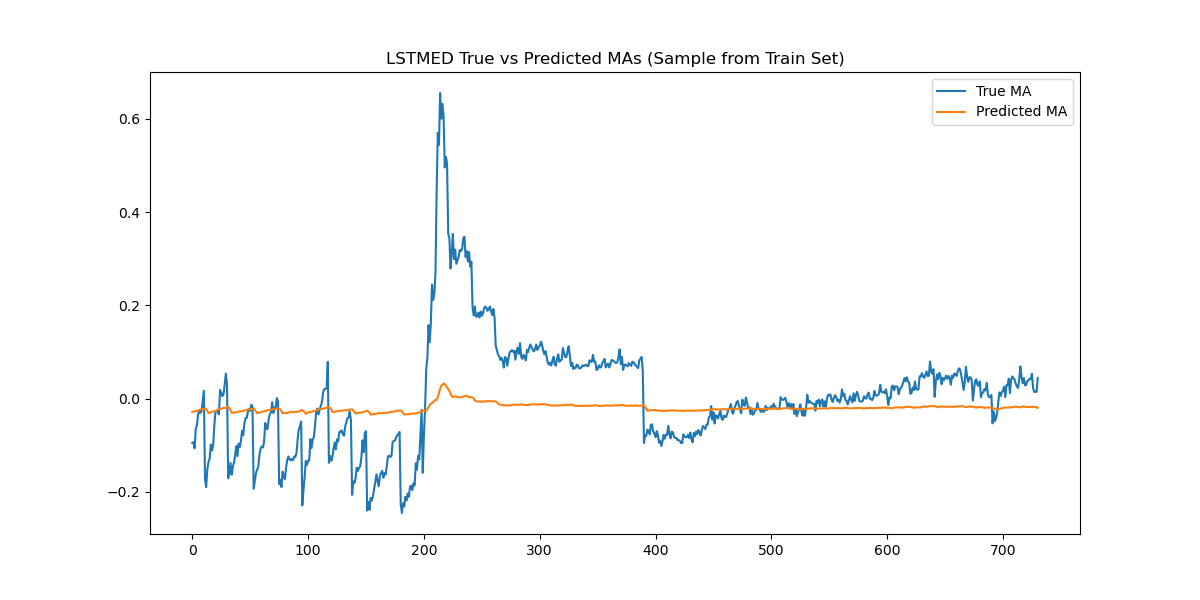 LSTMED True vs Predicted MAs (Sample from Train Set)
True MA
Predicted MA
0.6
0.4
0.2
0.0
−0.2
0 100 200 300 400 500 600 700